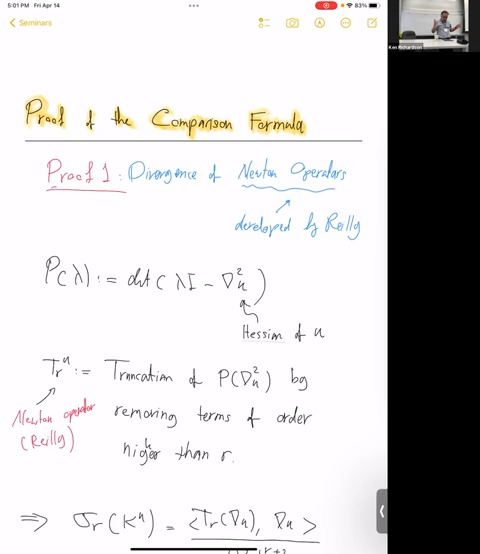 5:01 PM Fri Apr 14
83%
Seminars
Ken Richardson
Proof of the Comparison Formula
Proof 1: Divergence of Newton Operators
developed by Reilly
P(λ) := det(λI - ∇²u)
Hessian of u
Tᵣᵘ := Truncation of P(∇²u) by
removing terms of order
higher than r.
Newton operator
(Reilly)
⇒ σᵣ(Kᵘ) = <Tᵣ(∇u), ∇u>